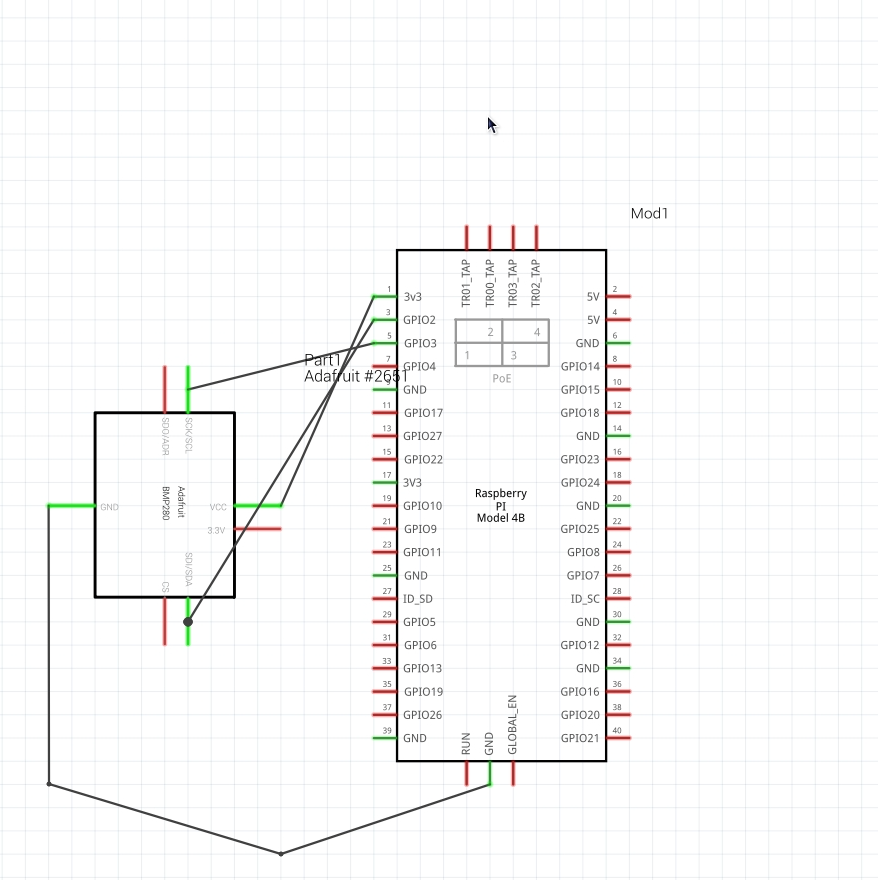 Mod1
TR01_TAP
TR00_TAP
TR03_TAP
TR02_TAP
2 4
1 3
PoE
Part1
Adafruit #2651
SDO/ADR
SCK/SCL
GND
Adafruit
BMP280
VCC
3.3V
CS
SDI/SDA
1 3v3
3 GPIO2
5 GPIO3
7 GPIO4
9 GND
11 GPIO17
13 GPIO27
15 GPIO22
17 3V3
19 GPIO10
21 GPIO9
23 GPIO11
25 GND
27 ID_SD
29 GPIO5
31 GPIO6
33 GPIO13
35 GPIO19
37 GPIO26
39 GND
Raspberry
PI
Model 4B
5V 2
5V 4
GND 6
GPIO14 8
GPIO15 10
GPIO18 12
GND 14
GPIO23 16
GPIO24 18
GND 20
GPIO25 22
GPIO8 24
GPIO7 26
ID_SC 28
GND 30
GPIO12 32
GND 34
GPIO16 36
GPIO20 38
GPIO21 40
RUN
GND
GLOBAL_EN